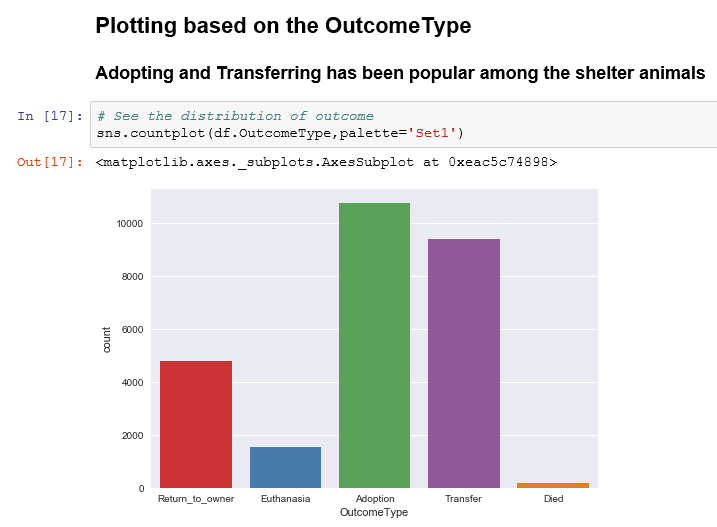 Plotting based on the OutcomeType
Adopting and Transferring has been popular among the shelter animals
In [17]: # See the distribution of outcome
sns.countplot(df.OutcomeType,palette='Set1')
Out[17]: <matplotlib.axes._subplots.AxesSubplot at 0xeac5c74898>
10000
8000
6000
4000
2000
0
count
Return_to_owner Euthanasia Adoption Transfer Died
OutcomeType